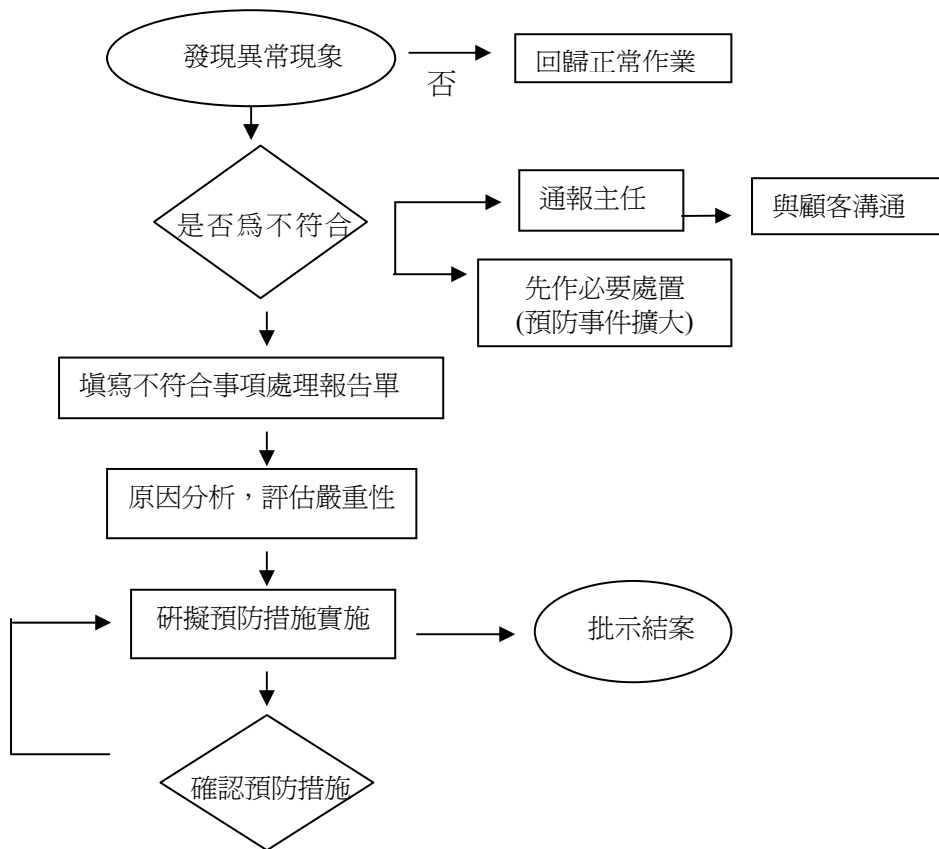 發現異常現象
否
回歸正常作業
是否為不符合
通報主任
與顧客溝通
先作必要處置
(預防事件擴大)
填寫不符合事項處理報告單
原因分析，評估嚴重性
研擬預防措施實施
批示結案
確認預防措施